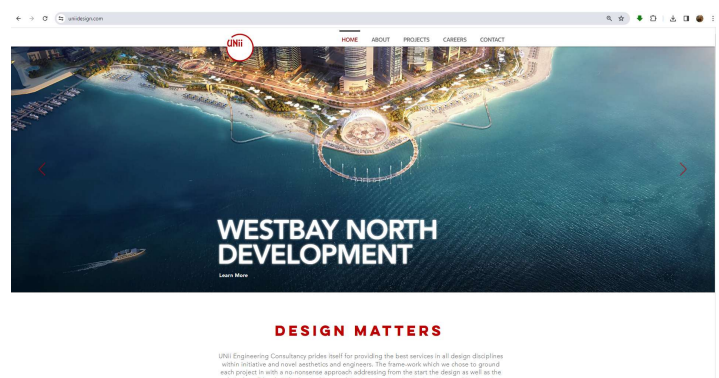 uniidesign.com
UNii
HOME ABOUT PROJECTS CAREERS CONTACT
WESTBAY NORTH
DEVELOPMENT
Learn More
DESIGN MATTERS
UNii Engineering Consultancy prides itself for providing the best services in all design disciplines
within initiative and novel aesthetics and engineers. The frame-work which we chose to ground
each project in with a no-nonsense approach addressing from the start the design as well as the